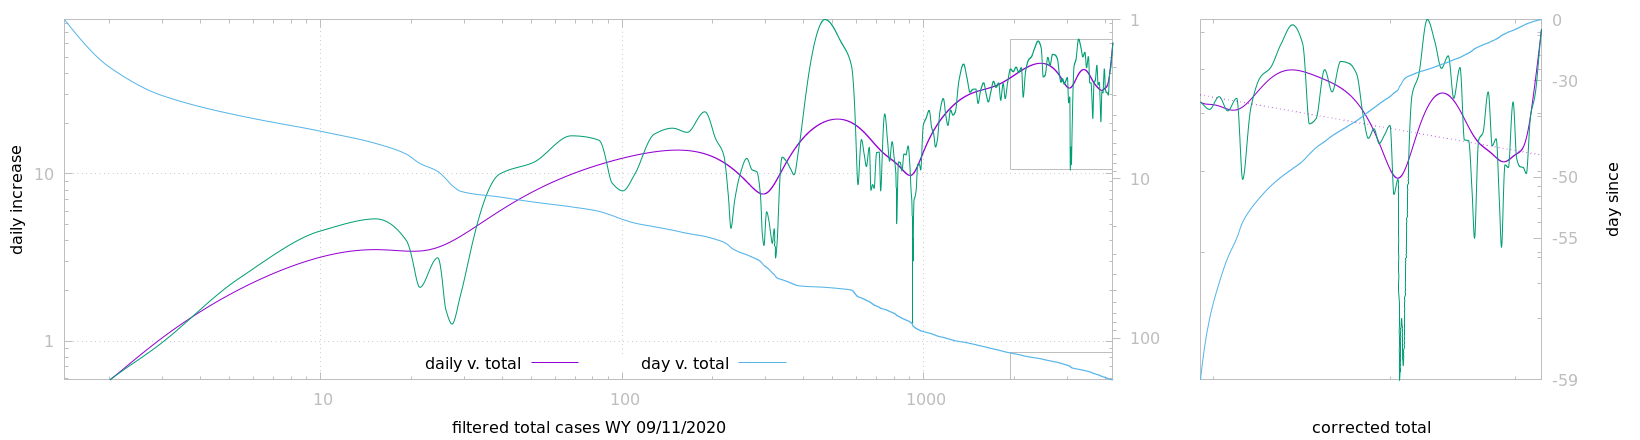 daily increase
10
1
1
10
100
daily v. total
day v. total
10
100
1000
filtered total cases WY 09/11/2020
0
-30
-50
-55
-59
day since
corrected total